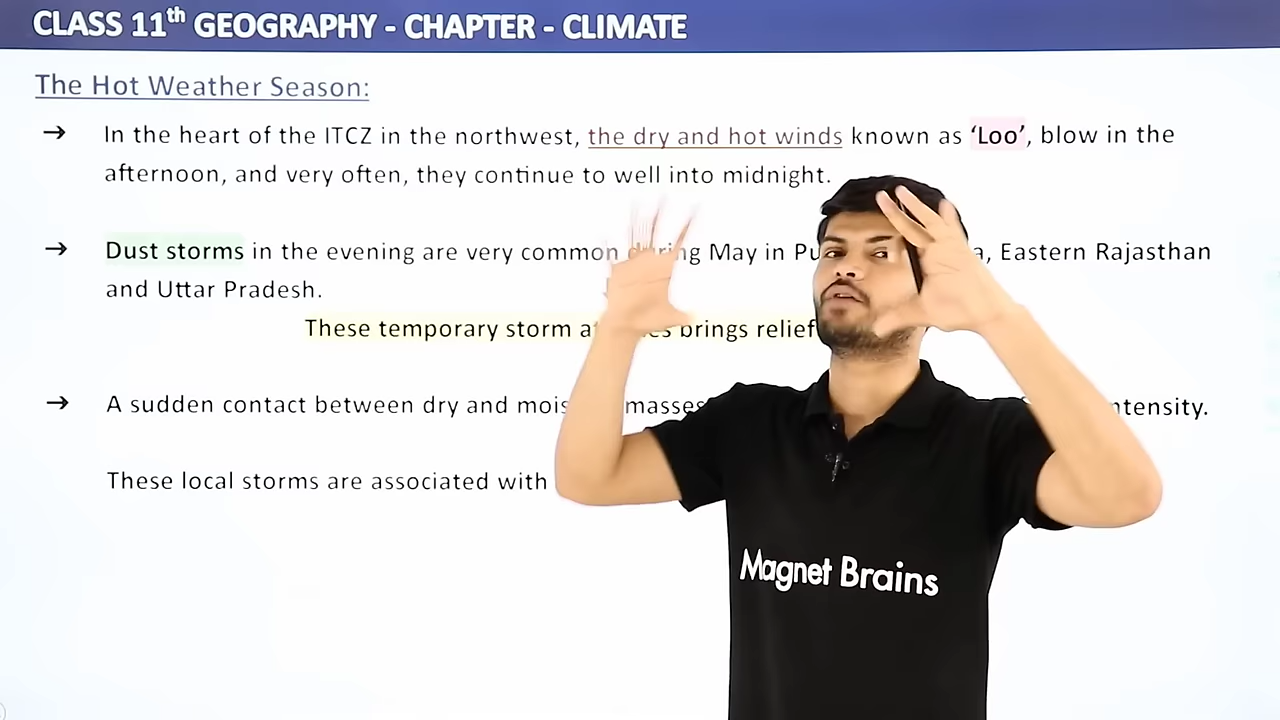 CLASS 11th GEOGRAPHY - CHAPTER - CLIMATE
The Hot Weather Season:
→ In the heart of the ITCZ in the northwest, the dry and hot winds known as ‘Loo’, blow in the
afternoon, and very often, they continue to well into midnight.
→ Dust storms in the evening are very common during May in Eastern Rajasthan
and Uttar Pradesh.
These temporary storm brings relief
→ A sudden contact between dry and masses
These local storms are associated with
Magnet Brains